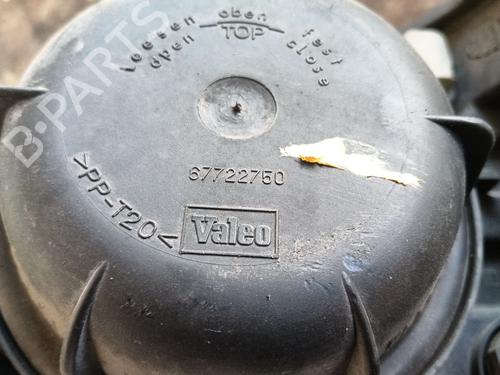 loesen oben fest
open TOP close
67722750
>PP-T20<
Valeo
B-PARTS